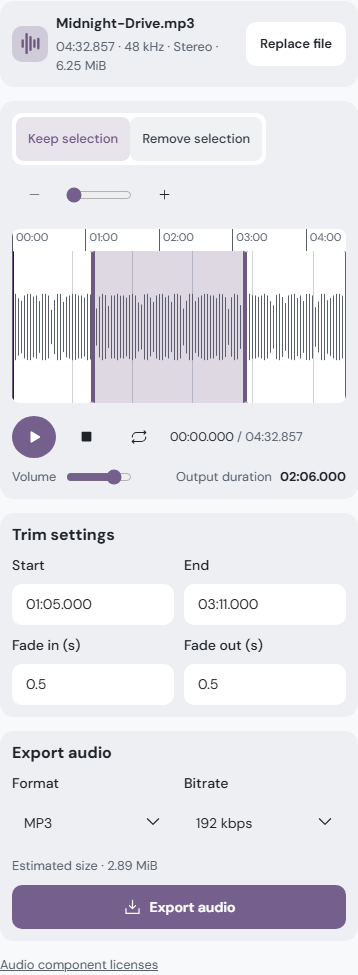 Midnight-Drive.mp3
04:32.857 · 48 kHz · Stereo ·
6.25 MiB
Replace file
Keep selection
Remove selection
00:00 01:00 02:00 03:00 04:00
00:00.000 / 04:32.857
Volume
Output duration 02:06.000
Trim settings
Start
End
01:05.000
03:11.000
Fade in (s)
Fade out (s)
0.5
0.5
Export audio
Format
Bitrate
MP3
192 kbps
Estimated size · 2.89 MiB
Export audio
Audio component licenses